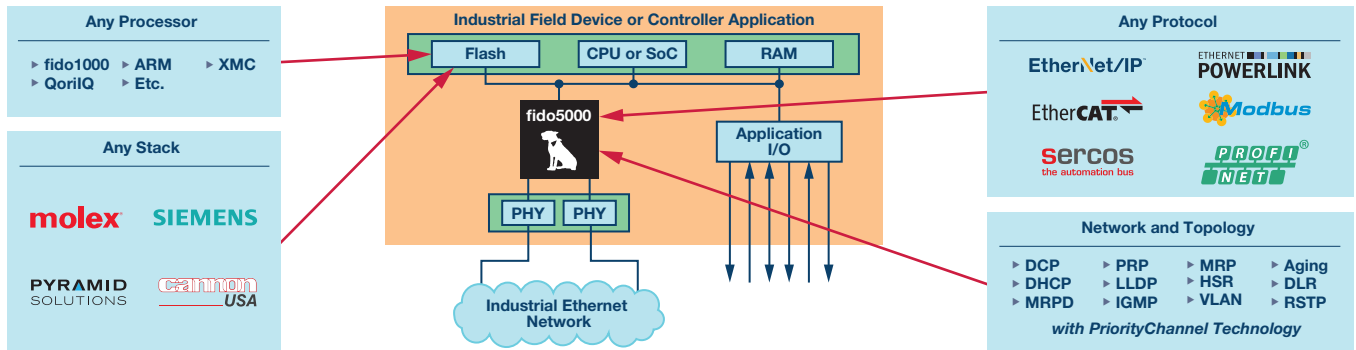 Any Processor
▶ fido1000 ▶ ARM ▶ XMC
▶ QorilQ ▶ Etc.
Any Stack
molex
SIEMENS
PYRAMID
SOLUTIONS
cannon
USA
Industrial Field Device or Controller Application
Flash
CPU or SoC
RAM
fido5000
Application
I/O
PHY
PHY
Industrial Ethernet
Network
Any Protocol
EtherNet/IP™
ETHERNET
POWERLINK
EtherCAT®
Modbus
sercos
the automation bus
PROFI®
NET
Network and Topology
▶ DCP ▶ PRP ▶ MRP ▶ Aging
▶ DHCP ▶ LLDP ▶ HSR ▶ DLR
▶ MRPD ▶ IGMP ▶ VLAN ▶ RSTP
with PriorityChannel Technology